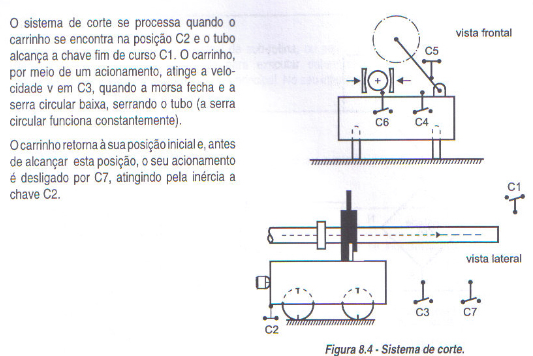 O sistema de corte se processa quando o
carrinho se encontra na posição C2 e o tubo
alcança a chave fim de curso C1. O carrinho,
por meio de um acionamento, atinge a velo-
cidade v em C3, quando a morsa fecha e a
serra circular baixa, serrando o tubo (a serra
circular funciona constantemente).
O carrinho retorna à sua posição inicial e, antes
de alcançar esta posição, o seu acionamento
é desligado por C7, atingindo pela inércia a
chave C2.
vista frontal
C5
C6
C4
C1
vista lateral
C3
C7
C2
Figura 8.4 - Sistema de corte.